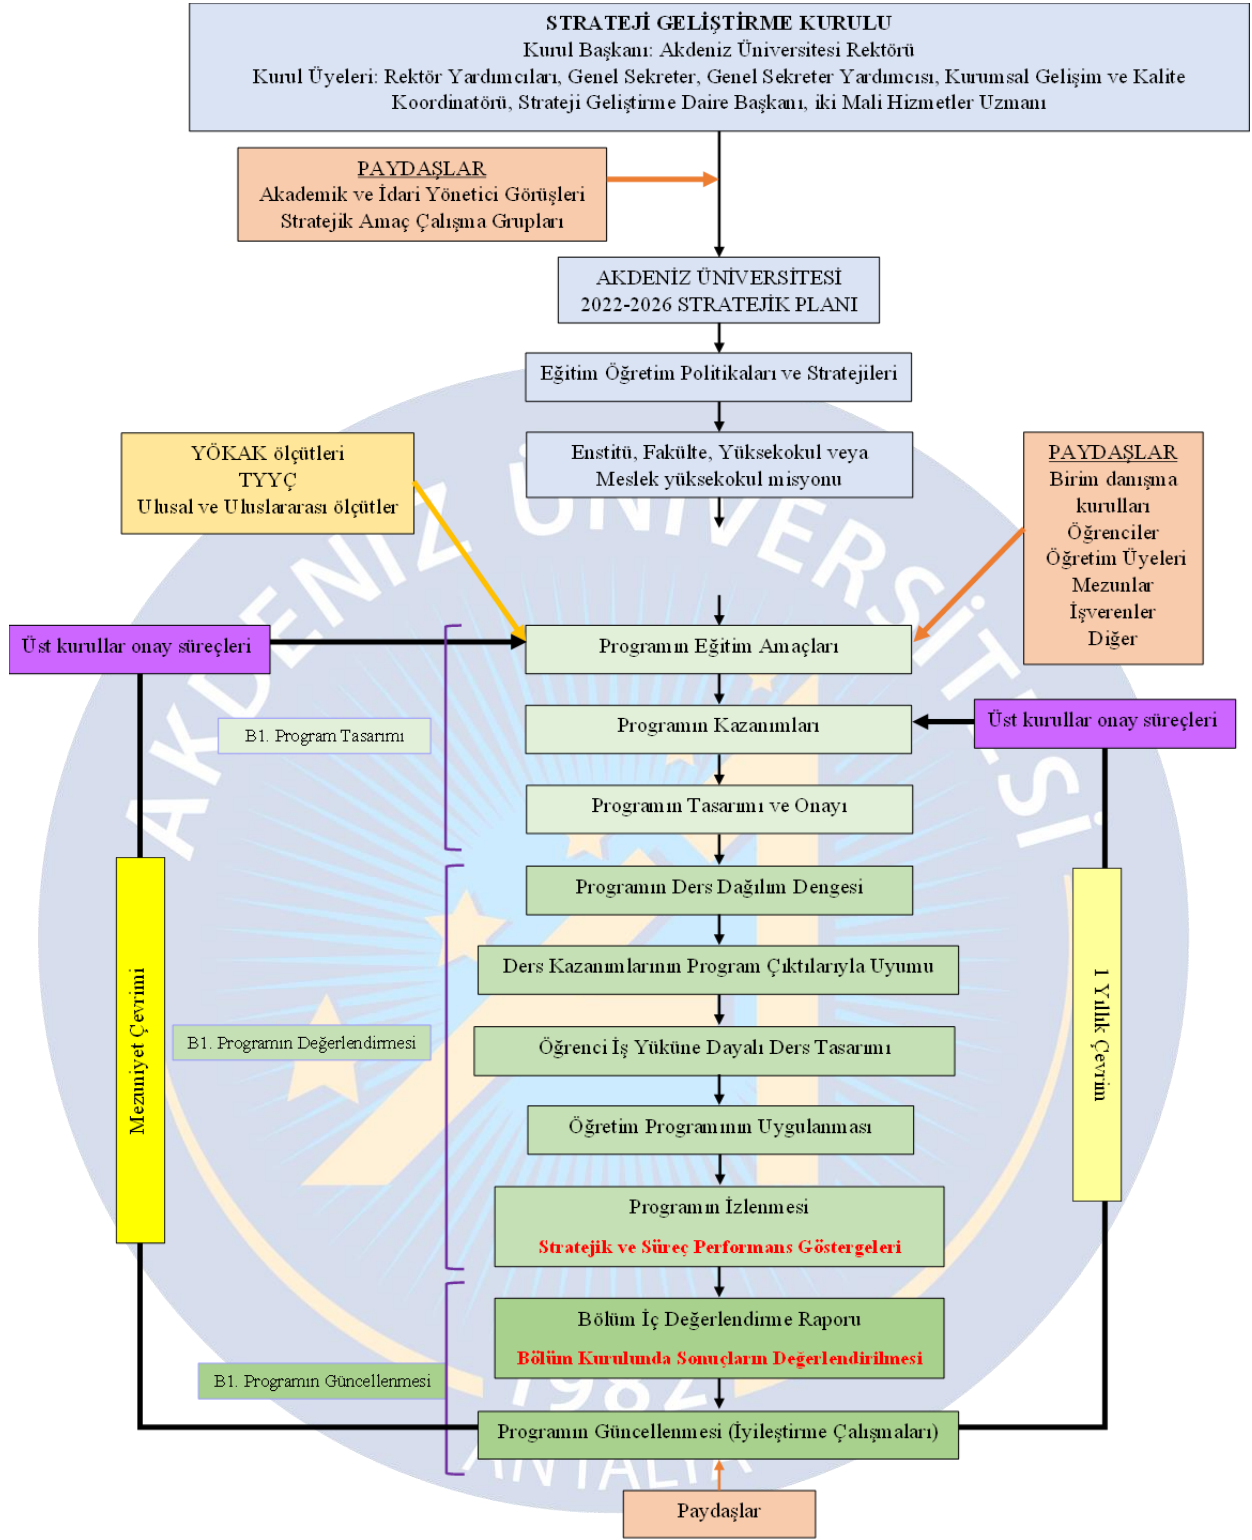 STRATEJİ GELİŞTİRME KURULU
Kurul Başkanı: Akdeniz Üniversitesi Rektörü
Kurul Üyeleri: Rektör Yardımcıları, Genel Sekreter, Genel Sekreter Yardımcısı, Kurumsal Gelişim ve Kalite
Koordinatörü, Strateji Geliştirme Daire Başkanı, iki Mali Hizmetler Uzmanı
PAYDAŞLAR
Akademik ve İdari Yönetici Görüşleri
Stratejik Amaç Çalışma Grupları
AKDENİZ ÜNİVERSİTESİ
2022-2026 STRATEJİK PLANI
Eğitim Öğretim Politikaları ve Stratejileri
YÖKAK ölçütleri
TYYÇ
Ulusal ve Uluslararası ölçütler
Enstitü, Fakülte, Yüksekokul veya
Meslek yüksekokul misyonu
PAYDAŞLAR
Birim danışma
kurulları
Öğrenciler
Öğretim Üyeleri
Mezunlar
İşverenler
Diğer
Üst kurullar onay süreçleri
Programın Eğitim Amaçları
Programın Kazanımları
Üst kurullar onay süreçleri
B1. Program Tasarımı
Programın Tasarımı ve Onayı
Programın Ders Dağılım Dengesi
Ders Kazanımlarının Program Çıktılarıyla Uyumu
B1. Programın Değerlendirmesi
Öğrenci İş Yüküne Dayalı Ders Tasarımı
Mezuniyet Çevrimi
1 Yıllık Çevrim
Öğretim Programının Uygulanması
Programın İzlenmesi
Stratejik ve Süreç Performans Göstergeleri
Bölüm İç Değerlendirme Raporu
Bölüm Kurulunda Sonuçların Değerlendirilmesi
B1. Programın Güncellenmesi
Programın Güncellenmesi (İyileştirme Çalışmaları)
Paydaşlar
AKDENİZ ÜNİVERSİTESİ
1982
ANTALYA